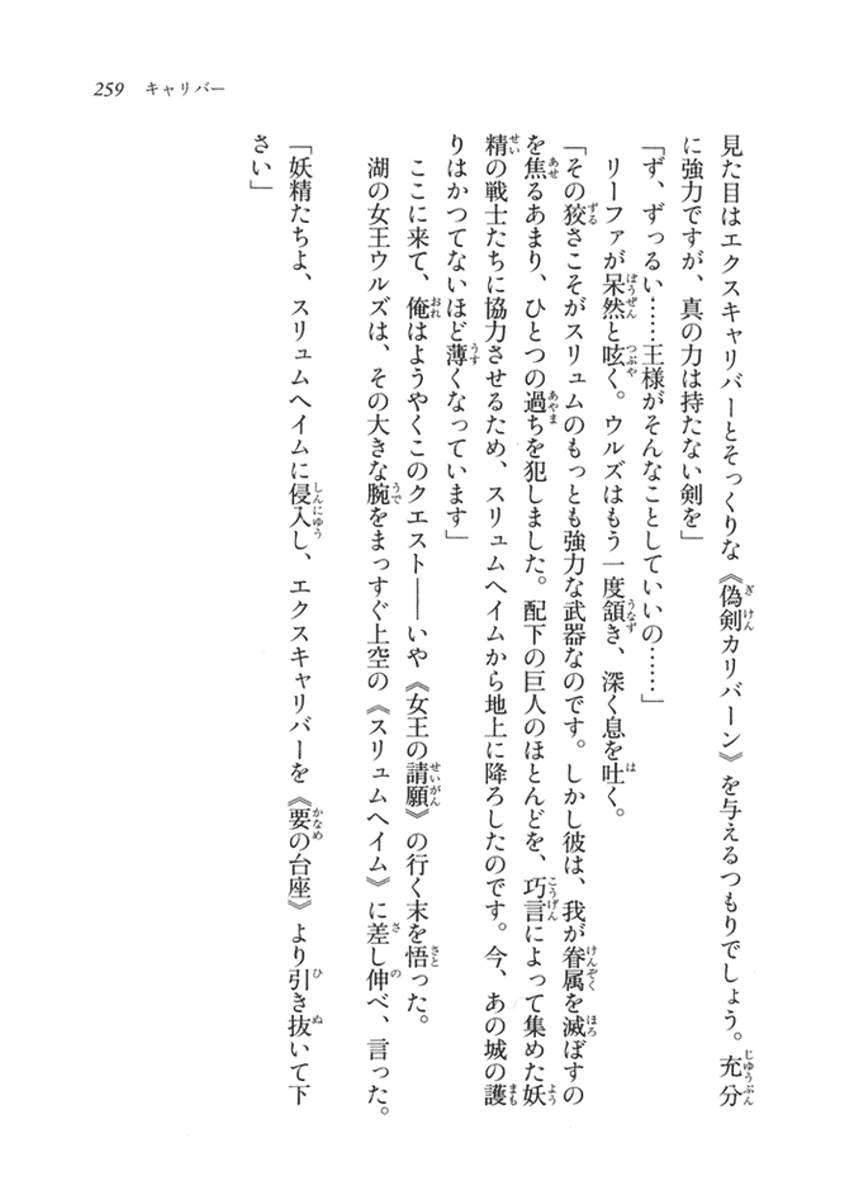 259 キャリバー
見た目はエクスキャリバーとそっくりな《偽剣カリバーン》を与えるつもりでしょう。充分
に強力ですが、真の力は持たない剣を」
「ず、ずっるい……王様がそんなことしていいの……」
リーファが呆然と呟く。ウルズはもう一度頷き、深く息を吐く。
「その狡さこそがスリュムのもっとも強力な武器なのです。しかし彼は、我が眷属を滅ぼすの
を焦るあまり、ひとつの過ちを犯しました。配下の巨人のほとんどを、巧言によって集めた妖
精の戦士たちに協力させるため、スリュムヘイムから地上に降ろしたのです。今、あの城の護
りはかつてないほど薄くなっています」
ここに来て、俺はようやくこのクエスト――いや《女王の請願》の行く末を悟った。
湖の女王ウルズは、その大きな腕をまっすぐ上空の《スリュムヘイム》に差し伸べ、言った。
「妖精たちよ、スリュムヘイムに侵入し、エクスキャリバーを《要の台座》より引き抜いて下
さい」